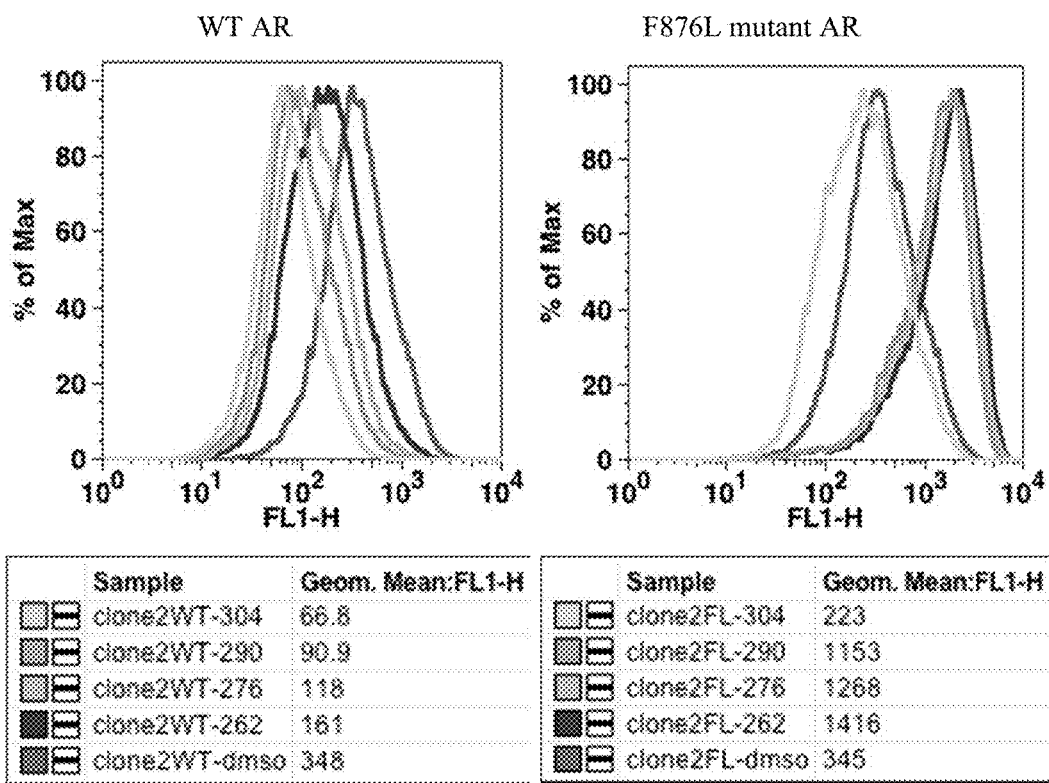 WT AR
F876L mutant AR
100
80
60
40
20
0
% of Max
10^0 10^1 10^2 10^3 10^4
FL1-H
100
80
60
40
20
0
% of Max
10^0 10^1 10^2 10^3 10^4
FL1-H
Sample Geom. Mean:FL1-H
clone2WT-304 66.8
clone2WT-290 90.9
clone2WT-276 118
clone2WT-262 161
clone2WT-dmso 348
Sample Geom. Mean:FL1-H
clone2FL-304 223
clone2FL-290 1153
clone2FL-276 1268
clone2FL-262 1416
clone2FL-dmso 345